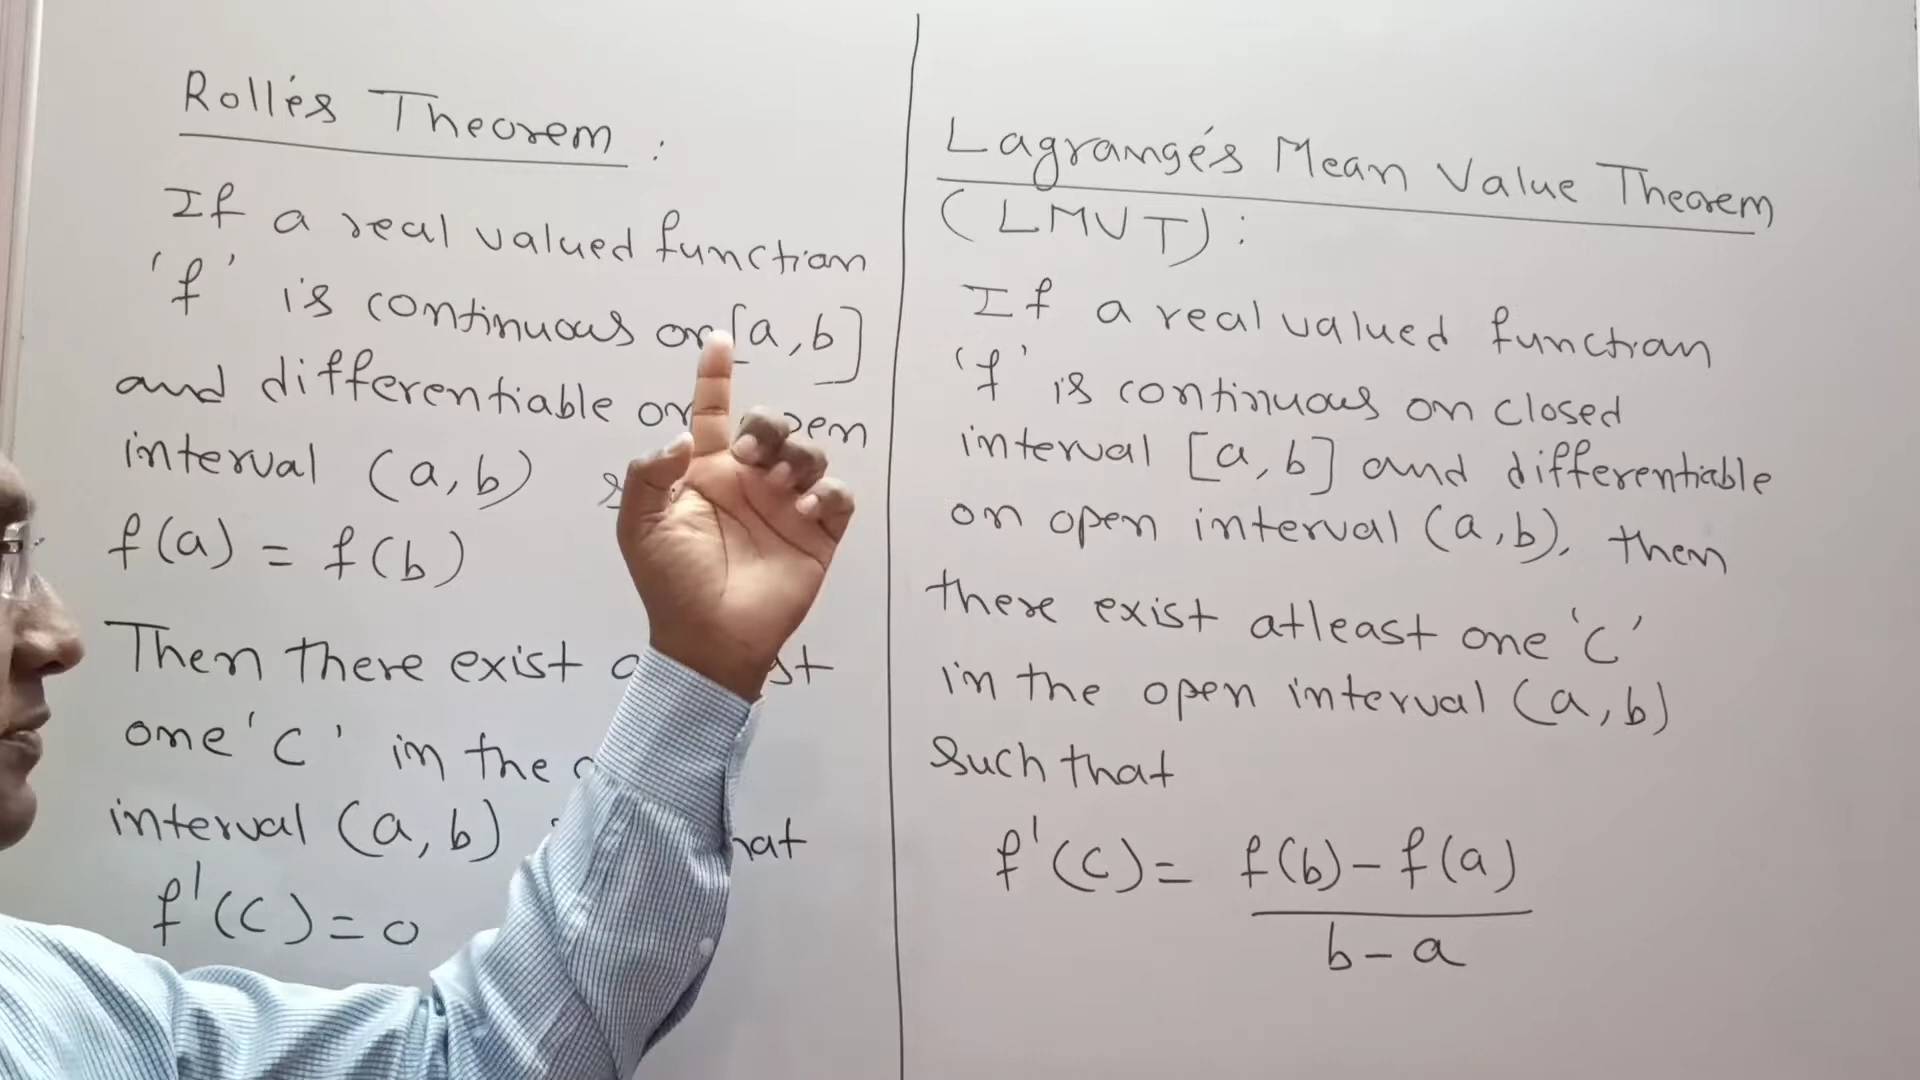 Rolle's Theorem :
If a real valued function
'f' is continuous on [a,b]
and differentiable on open
interval (a,b)
f(a) = f(b)
Then there exist
one 'c' in the
interval (a,b) that
f'(c) = 0
Lagrange's Mean Value Theorem
(LMVT) :
If a real valued function
'f' is continuous on closed
interval [a,b] and differentiable
on open interval (a,b), then
there exist atleast one 'c'
in the open interval (a,b)
such that
f'(c) = f(b) - f(a)
b - a